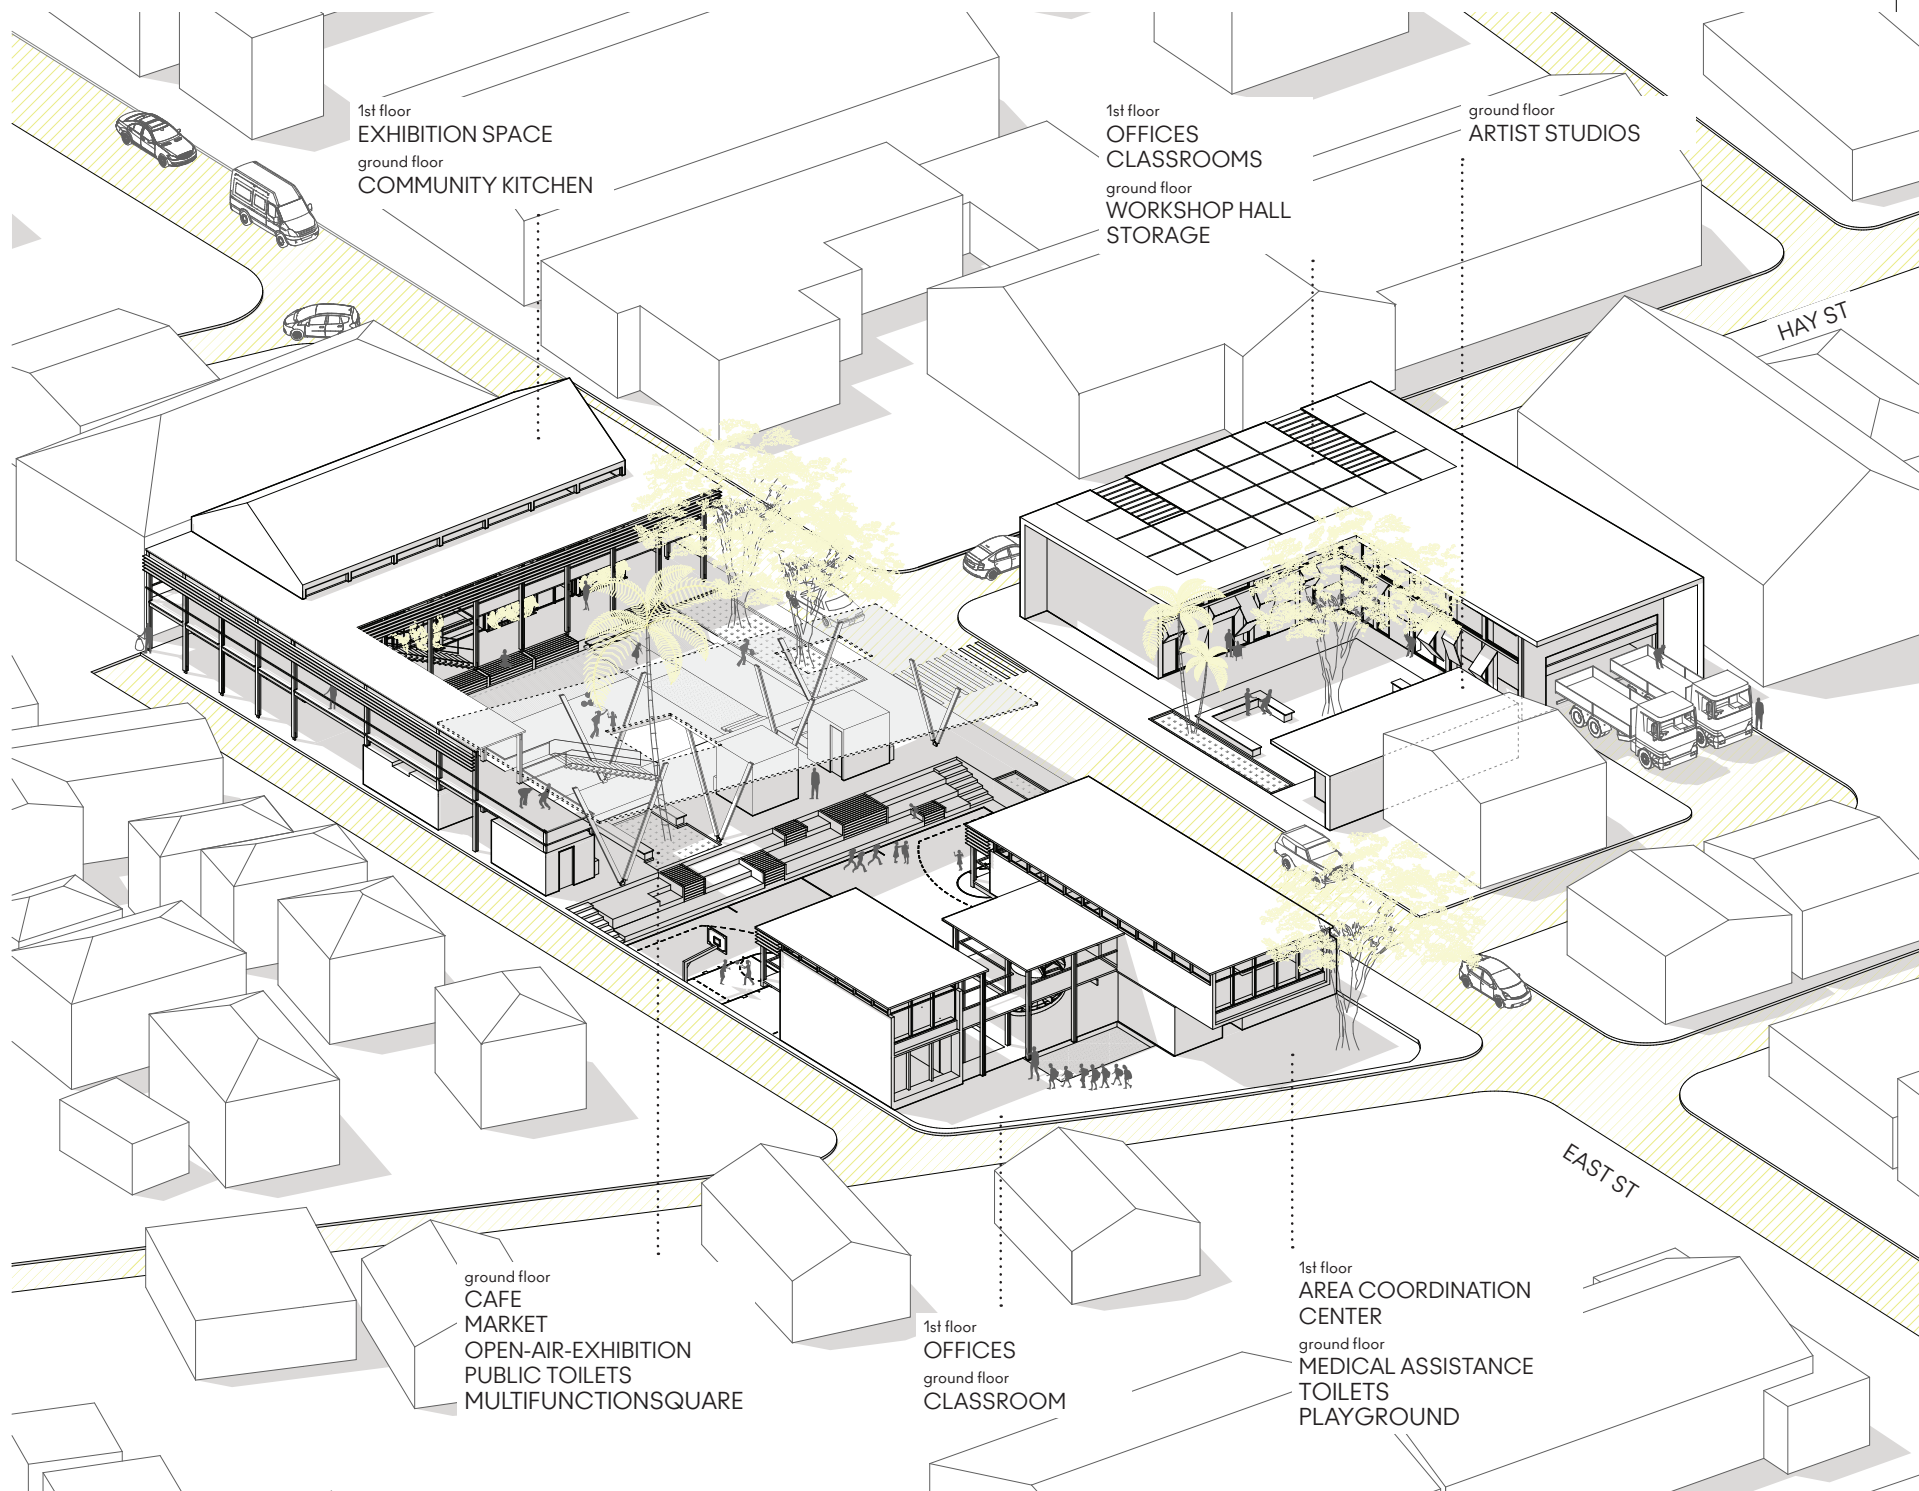 1st floor
EXHIBITION SPACE
ground floor
COMMUNITY KITCHEN
1st floor
OFFICES
CLASSROOMS
ground floor
WORKSHOP HALL
STORAGE
ground floor
ARTIST STUDIOS
HAY ST
EAST ST
ground floor
CAFE
MARKET
OPEN-AIR-EXHIBITION
PUBLIC TOILETS
MULTIFUNCTIONSQUARE
1st floor
OFFICES
ground floor
CLASSROOM
1st floor
AREA COORDINATION
CENTER
ground floor
MEDICAL ASSISTANCE
TOILETS
PLAYGROUND